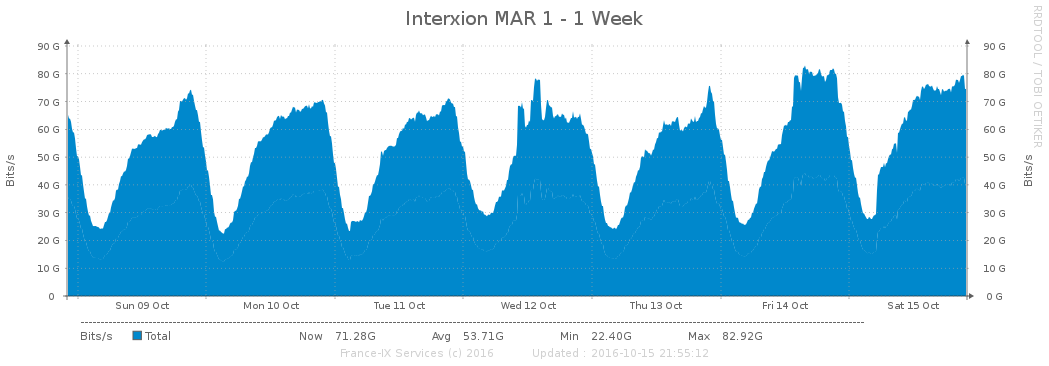 Interxion MAR 1 - 1 Week
RRDTOOL / TOBI OETIKER
90 G 90 G
80 G 80 G
70 G 70 G
60 G 60 G
50 G 50 G
40 G 40 G
30 G 30 G
20 G 20 G
10 G 10 G
0 0 G
Bits/s
Bits/s
Sun 09 Oct Mon 10 Oct Tue 11 Oct Wed 12 Oct Thu 13 Oct Fri 14 Oct Sat 15 Oct
Bits/s Total Now 71.28G Avg 53.71G Min 22.40G Max 82.92G
France-IX Services (c) 2016 Updated : 2016-10-15 21:55:12